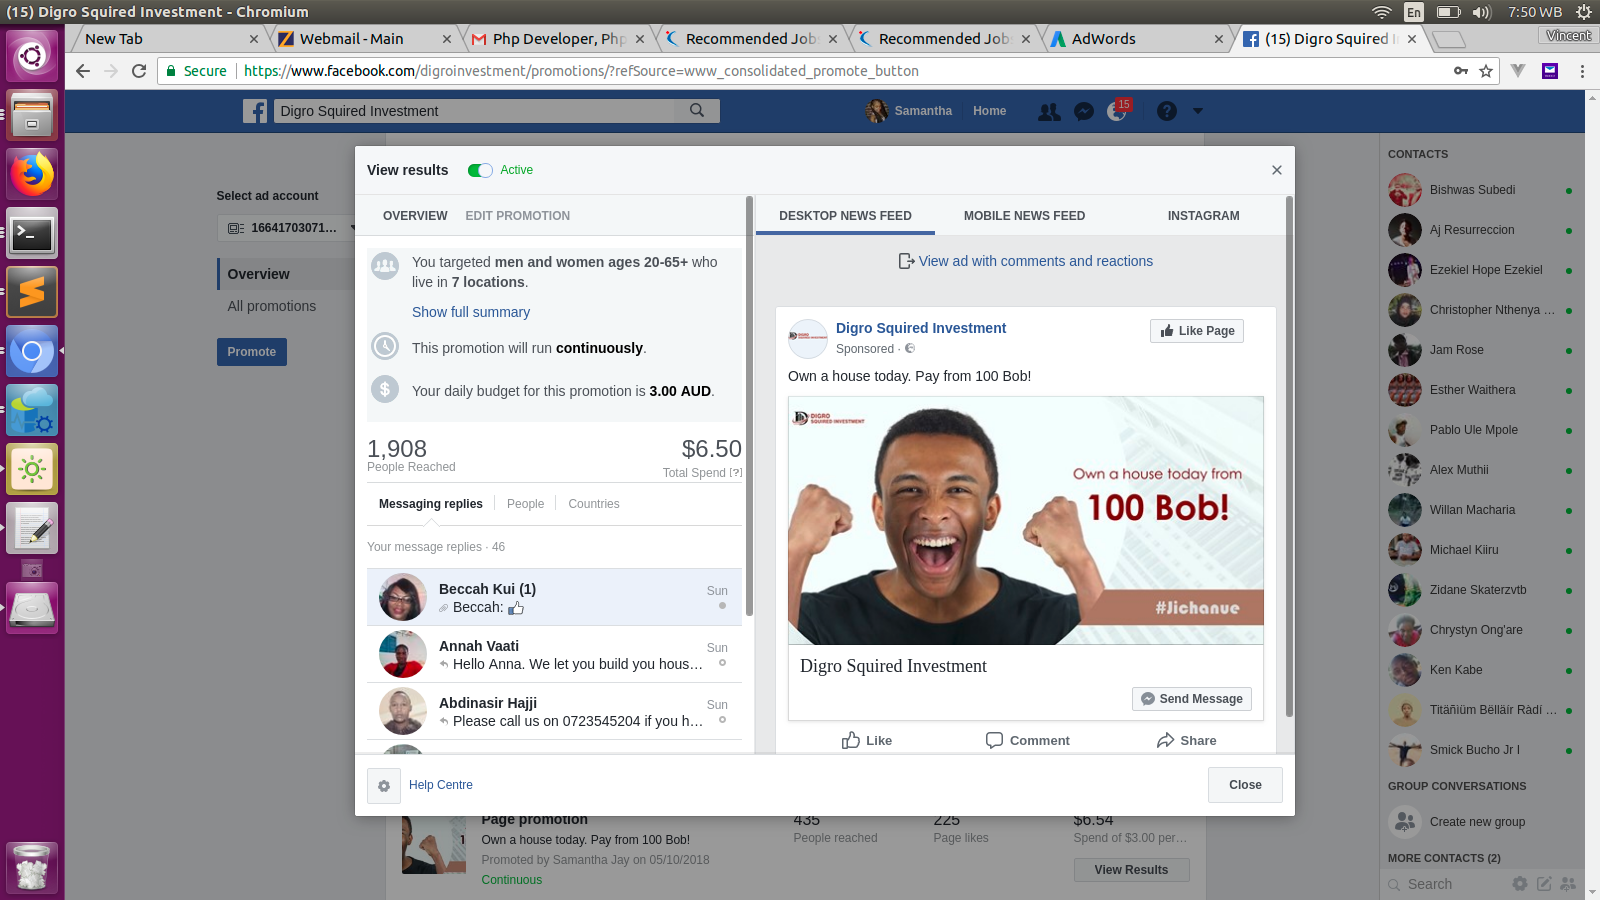 (15) Digro Squired Investment - Chromium
En
7:50 WB
New Tab
Webmail - Main
Php Developer, Php
Recommended Job
Recommended Job
AdWords
(15) Digro Squired I
Vincent
Secure
https://www.facebook.com/digroinvestment/promotions/?refSource=www_consolidated_promote_button
Digro Squired Investment
Samantha
Home
15
Select ad account
16641703071...
Overview
All promotions
Promote
View results
Active
OVERVIEW
EDIT PROMOTION
You targeted men and women ages 20-65+ who
live in 7 locations.
Show full summary
This promotion will run continuously.
Your daily budget for this promotion is 3.00 AUD.
1,908
People Reached
$6.50
Total Spend [?]
Messaging replies
People
Countries
Your message replies · 46
Beccah Kui (1)
Sun
Beccah:
Annah Vaati
Sun
Hello Anna. We let you build you hous...
Abdinasir Hajji
Sun
Please call us on 0723545204 if you h...
DESKTOP NEWS FEED
MOBILE NEWS FEED
INSTAGRAM
View ad with comments and reactions
Digro Squired Investment
Sponsored ·
Like Page
Own a house today. Pay from 100 Bob!
DIGRO
SQUIRED INVESTMENT
Own a house today from
100 Bob!
#Jichanue
Digro Squired Investment
Send Message
Like
Comment
Share
Help Centre
Close
Page promotion
Own a house today. Pay from 100 Bob!
Promoted by Samantha Jay on 05/10/2018
Continuous
435
People reached
225
Page likes
$6.54
Spend of $3.00 per...
View Results
CONTACTS
Bishwas Subedi
Aj Resurreccion
Ezekiel Hope Ezekiel
Christopher Nthenya ...
Jam Rose
Esther Waithera
Pablo Ule Mpole
Alex Muthii
Willan Macharia
Michael Kiiru
Zidane Skaterzvtb
Chrystyn Ong'are
Ken Kabe
Titäñiüm Bëlläïr Ràdí ...
Smick Bucho Jr I
GROUP CONVERSATIONS
Create new group
MORE CONTACTS (2)
Search